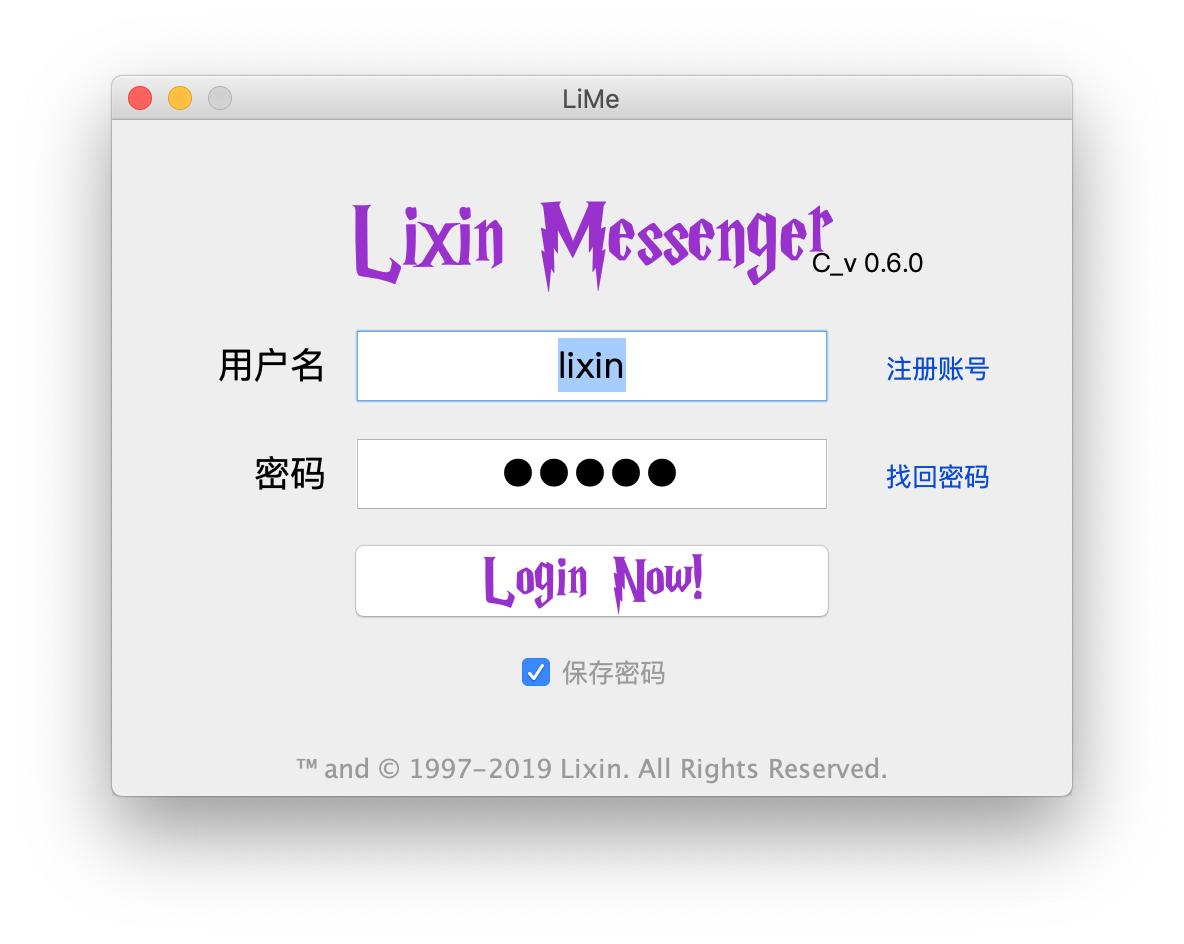 LiMe
Lixin Messenger
C_v 0.6.0
用户名 lixin 注册账号
密码 ●●●●● 找回密码
Login Now!
保存密码
™ and © 1997-2019 Lixin. All Rights Reserved.